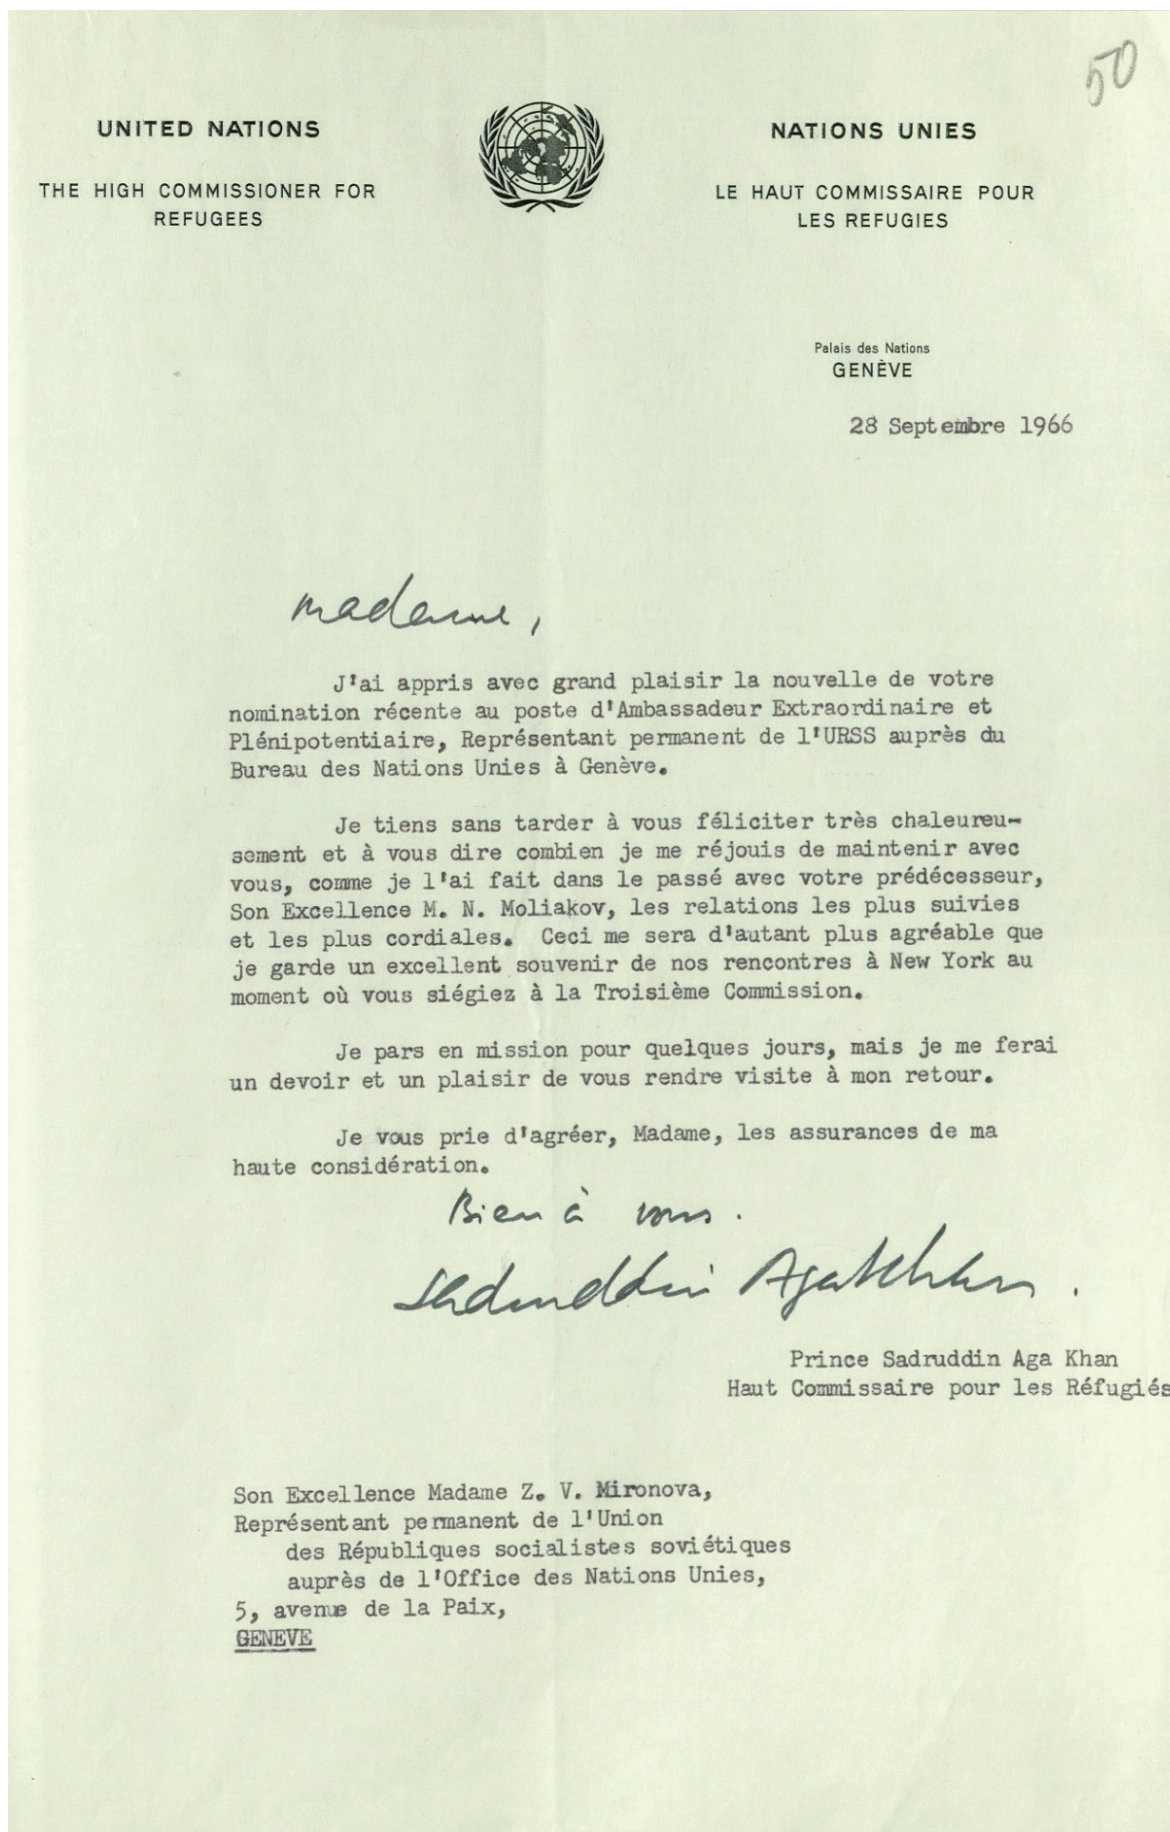 50
UNITED NATIONS
THE HIGH COMMISSIONER FOR
REFUGEES
NATIONS UNIES
LE HAUT COMMISSAIRE POUR
LES REFUGIES
Palais des Nations
GENÈVE
28 Septembre 1966
Madame,
J'ai appris avec grand plaisir la nouvelle de votre
nomination récente au poste d'Ambassadeur Extraordinaire et
Plénipotentiaire, Représentant permanent de l'URSS auprès du
Bureau des Nations Unies à Genève.
Je tiens sans tarder à vous féliciter très chaleureu-
sement et à vous dire combien je me réjouis de maintenir avec
vous, comme je l'ai fait dans le passé avec votre prédécesseur,
Son Excellence M. N. Moliakov, les relations les plus suivies
et les plus cordiales. Ceci me sera d'autant plus agréable que
je garde un excellent souvenir de nos rencontres à New York au
moment où vous siégiez à la Troisième Commission.
Je pars en mission pour quelques jours, mais je me ferai
un devoir et un plaisir de vous rendre visite à mon retour.
Je vous prie d'agréer, Madame, les assurances de ma
haute considération.
Bien à vous.
Sadruddin Aga Khan.
Prince Sadruddin Aga Khan
Haut Commissaire pour les Réfugiés
Son Excellence Madame Z. V. Mironova,
Représentant permanent de l'Union
des Républiques socialistes soviétiques
auprès de l'Office des Nations Unies,
5, avenue de la Paix,
GENEVE